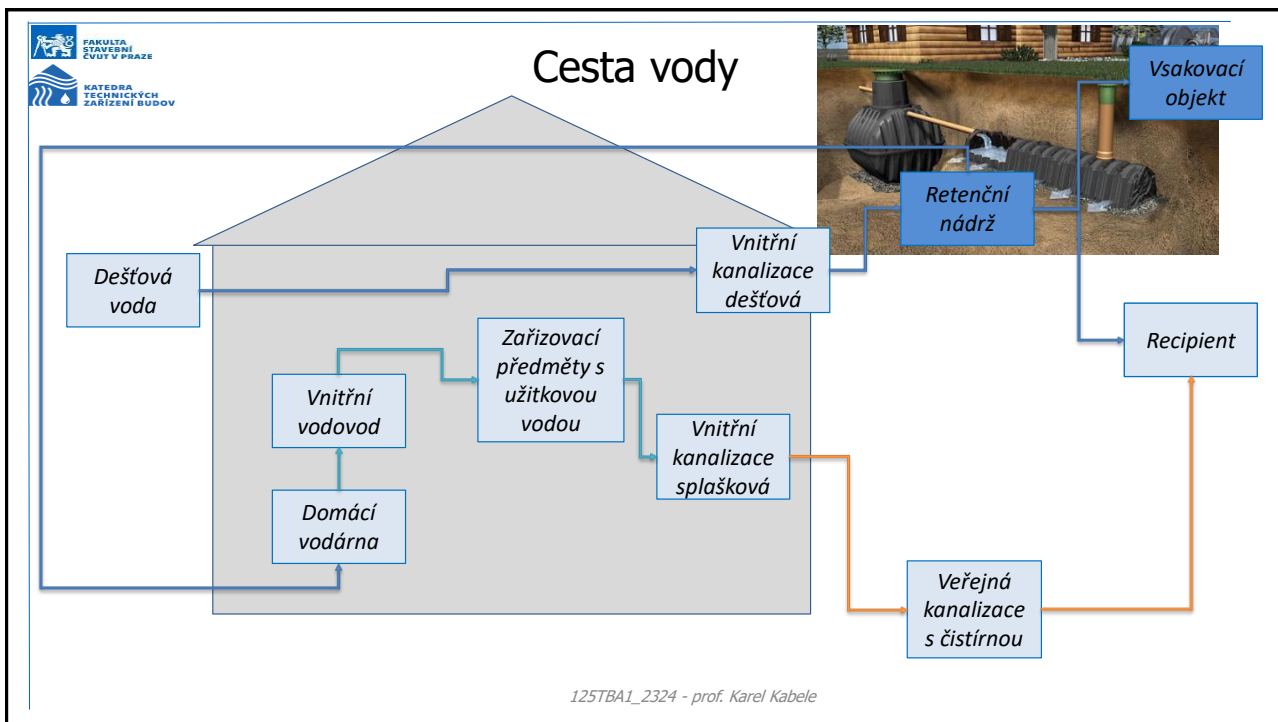 FAKULTA
STAVEBNÍ
ČVUT V PRAZE
KATEDRA
TECHNICKÝCH
ZAŘÍZENÍ BUDOV
Cesta vody
Vsakovací
objekt
Retenční
nádrž
Vnitřní
kanalizace
dešťová
Dešťová
voda
Recipient
Zařizovací
předměty s
užitkovou
vodou
Vnitřní
vodovod
Vnitřní
kanalizace
splašková
Domácí
vodárna
Veřejná
kanalizace
s čistírnou
125TBA1_2324 - prof. Karel Kabele